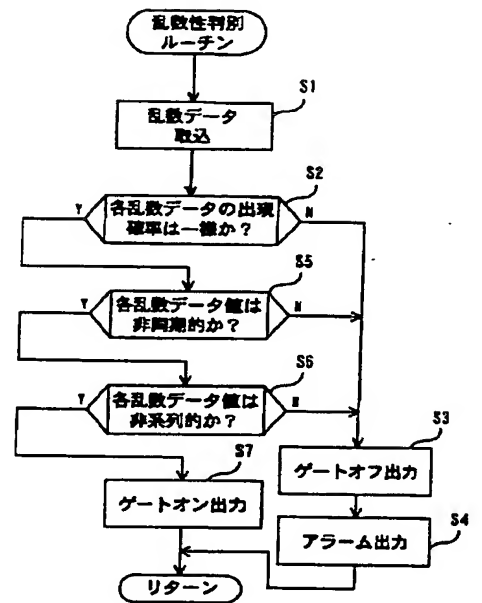 乱数性判別
ルーチン
S1
乱数データ
取込
S2
Y
各乱数データの出現
確率は一様か？
N
S5
Y
各乱数データ値は
非周期的か？
N
S6
Y
各乱数データ値は
非系列的か？
N
S7
ゲートオン出力
S3
ゲートオフ出力
S4
アラーム出力
リターン